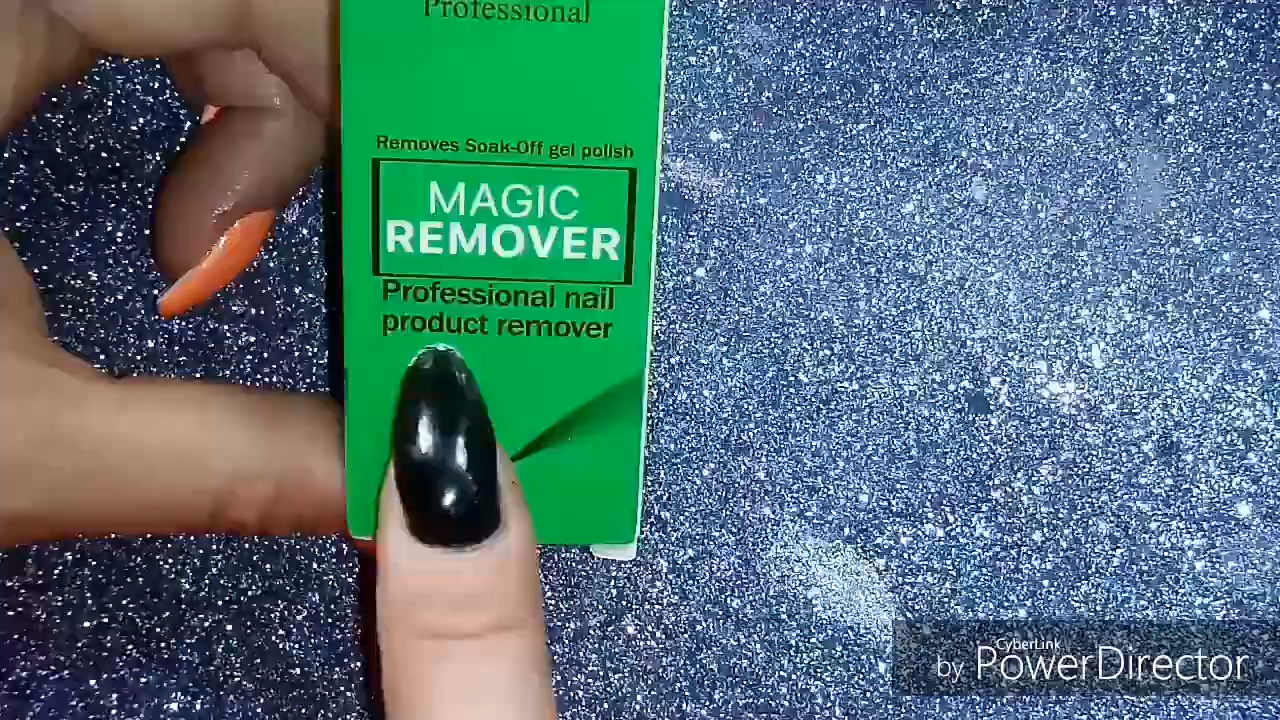 Professional
Removes Soak-Off gel polish
MAGIC
REMOVER
Professional nail
product remover
CyberLink
by PowerDirector